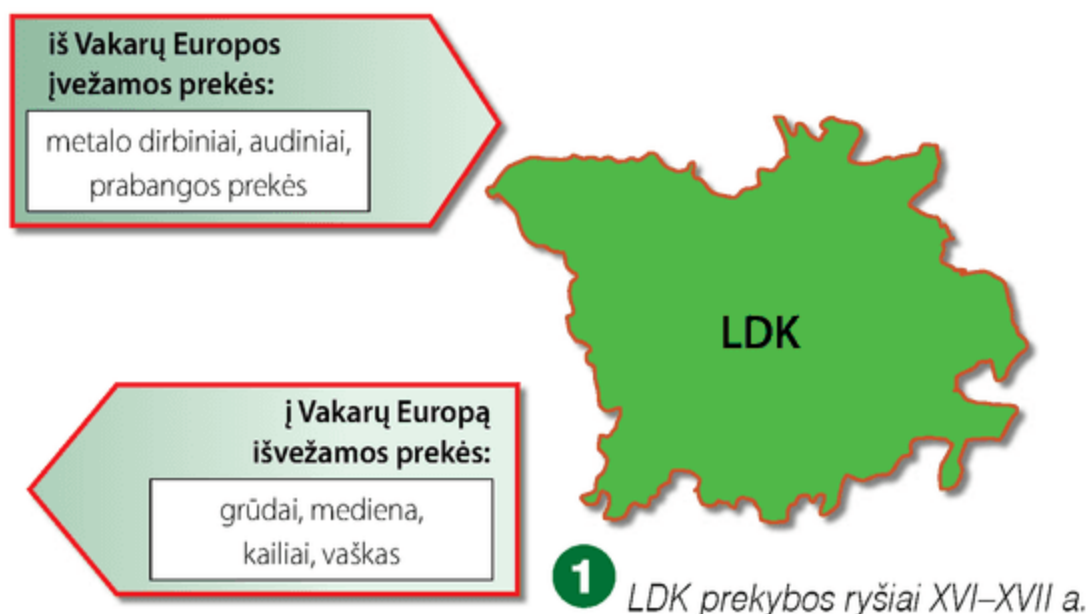 iš Vakarų Europos
įvežamos prekės:
metalo dirbiniai, audiniai,
prabangos prekės
LDK
į Vakarų Europą
išvežamos prekės:
grūdai, mediena,
kailiai, vaškas
1 LDK prekybos ryšiai XVI–XVII a.